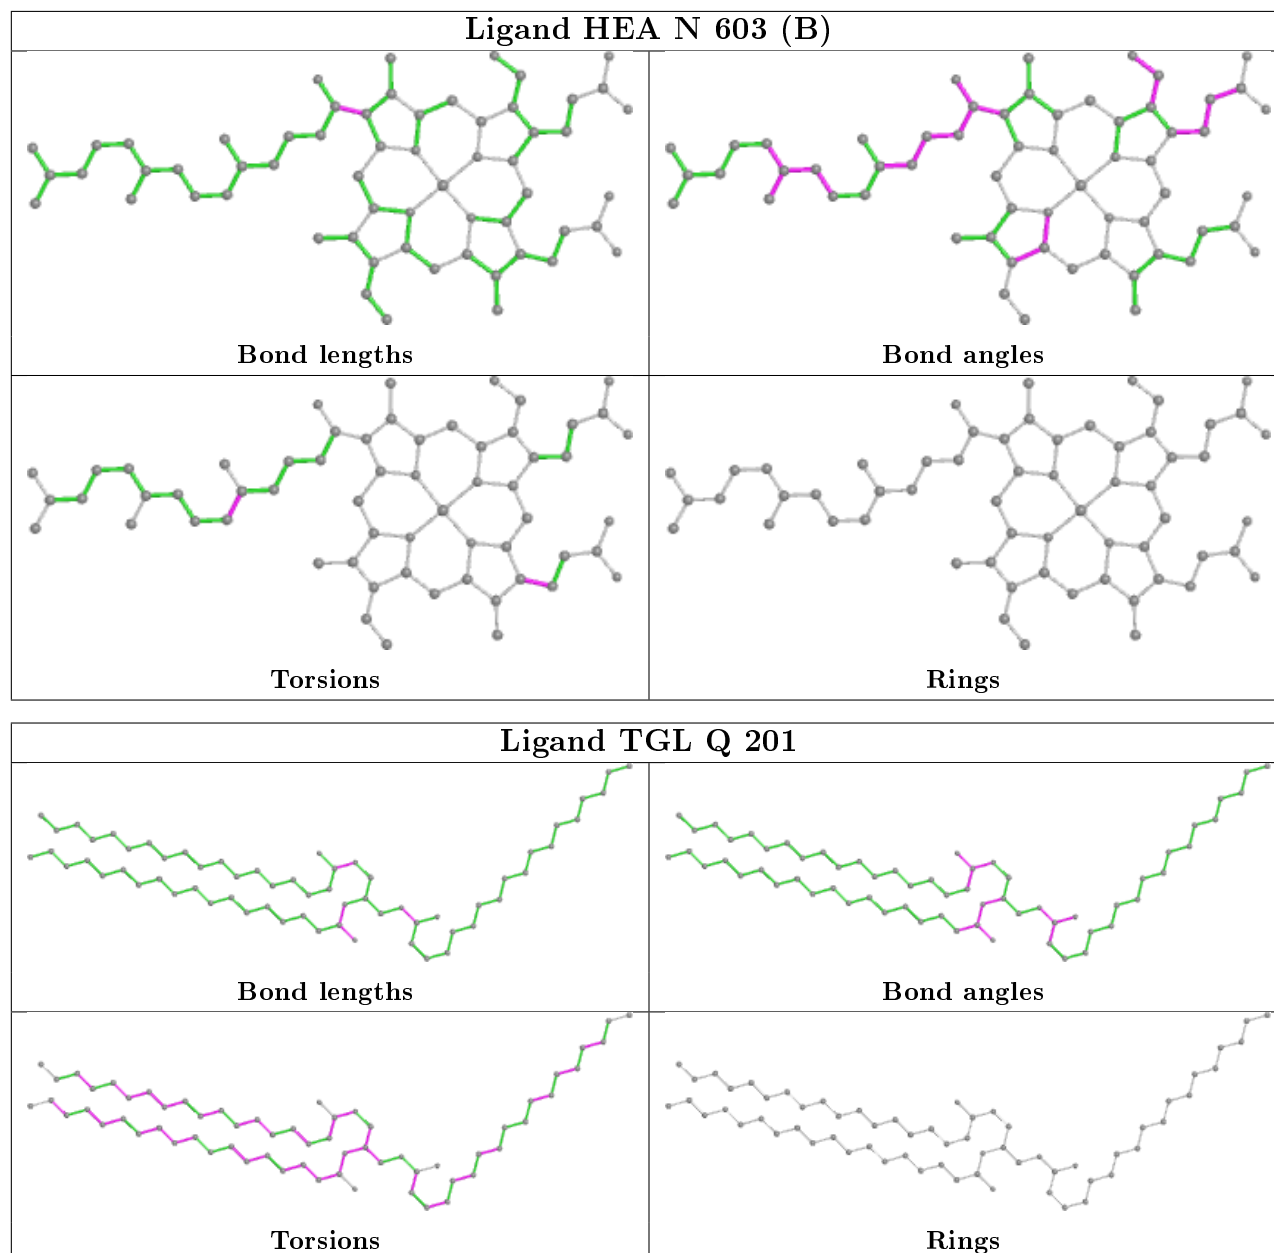 Ligand HEA N 603 (B)
Bond lengths
Bond angles
Torsions
Rings
Ligand TGL Q 201
Bond lengths
Bond angles
Torsions
Rings